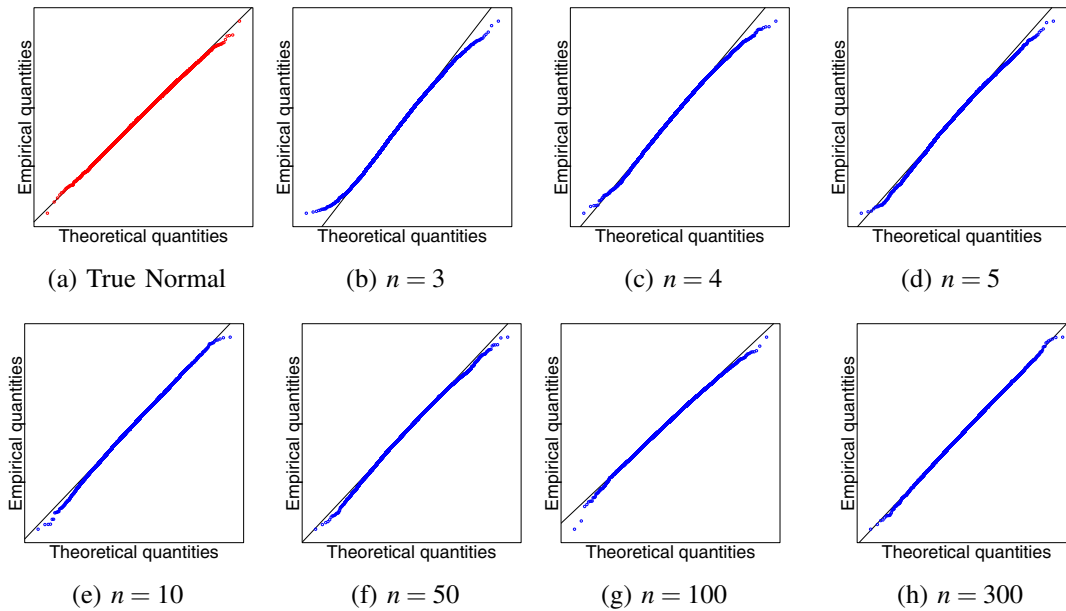 Empirical quantities
Theoretical quantities
(a) True Normal
Empirical quantities
Theoretical quantities
(b) n = 3
Empirical quantities
Theoretical quantities
(c) n = 4
Empirical quantities
Theoretical quantities
(d) n = 5
Empirical quantities
Theoretical quantities
(e) n = 10
Empirical quantities
Theoretical quantities
(f) n = 50
Empirical quantities
Theoretical quantities
(g) n = 100
Empirical quantities
Theoretical quantities
(h) n = 300